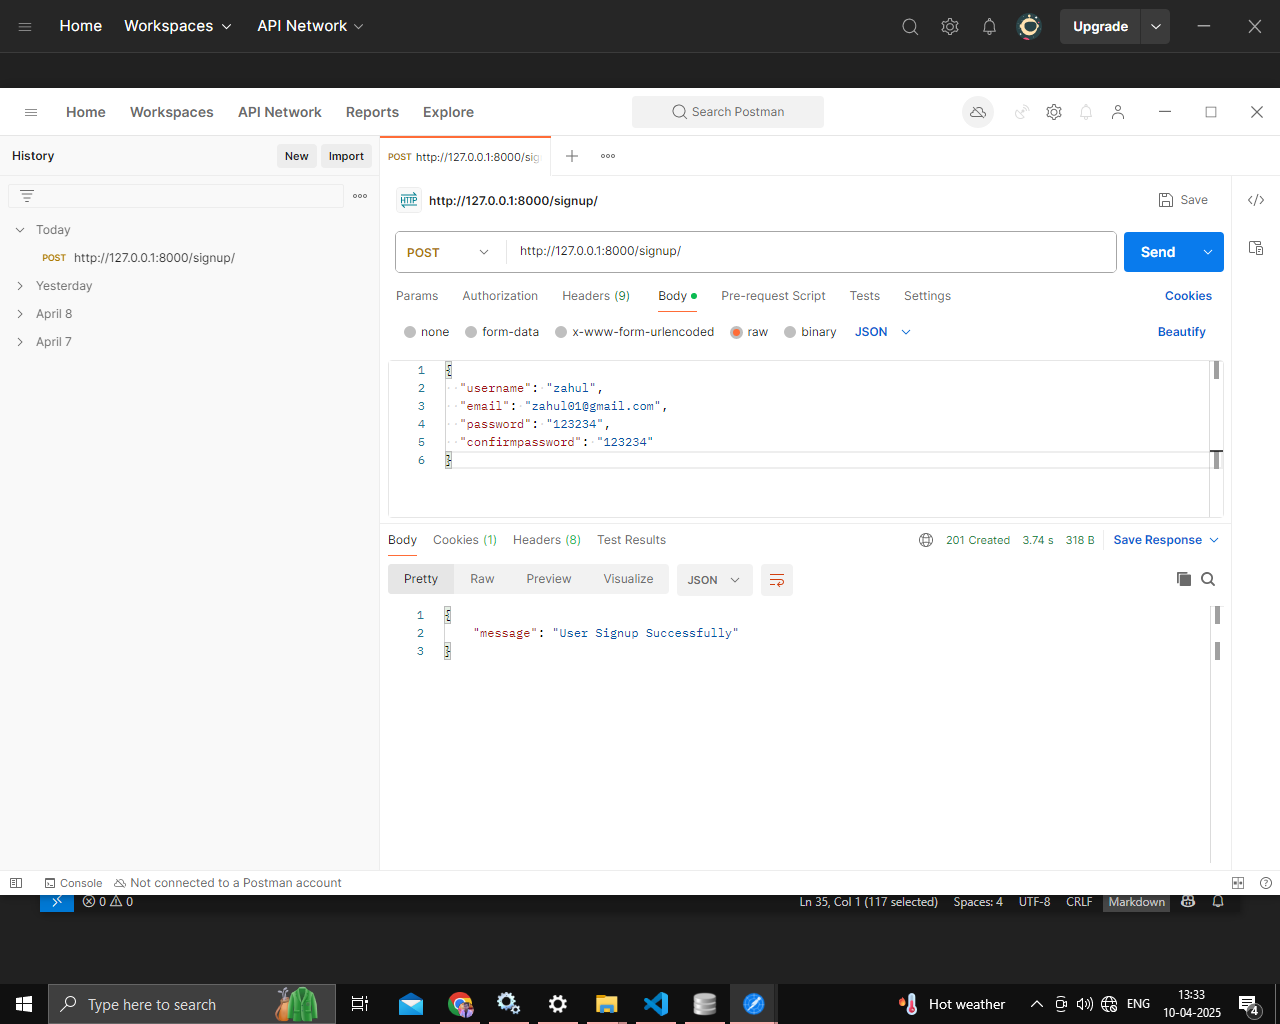 Home Workspaces API Network Upgrade
Home Workspaces API Network Reports Explore Search Postman
History New Import
POST http://127.0.0.1:8000/sig
Today
POST http://127.0.0.1:8000/signup/
Yesterday
April 8
April 7
HTTP http://127.0.0.1:8000/signup/ Save
POST http://127.0.0.1:8000/signup/ Send
Params Authorization Headers (9) Body Pre-request Script Tests Settings Cookies
none form-data x-www-form-urlencoded raw binary JSON Beautify
1 {
2 "username": "zahul",
3 "email": "zahul01@gmail.com",
4 "password": "123234",
5 "confirmpassword": "123234"
6 }
Body Cookies (1) Headers (8) Test Results 201 Created 3.74 s 318 B Save Response
Pretty Raw Preview Visualize JSON
1 {
2 "message": "User Signup Successfully"
3 }
Console Not connected to a Postman account
0 0 Ln 35, Col 1 (117 selected) Spaces: 4 UTF-8 CRLF Markdown
Type here to search Hot weather ENG 13:33
10-04-2025 4